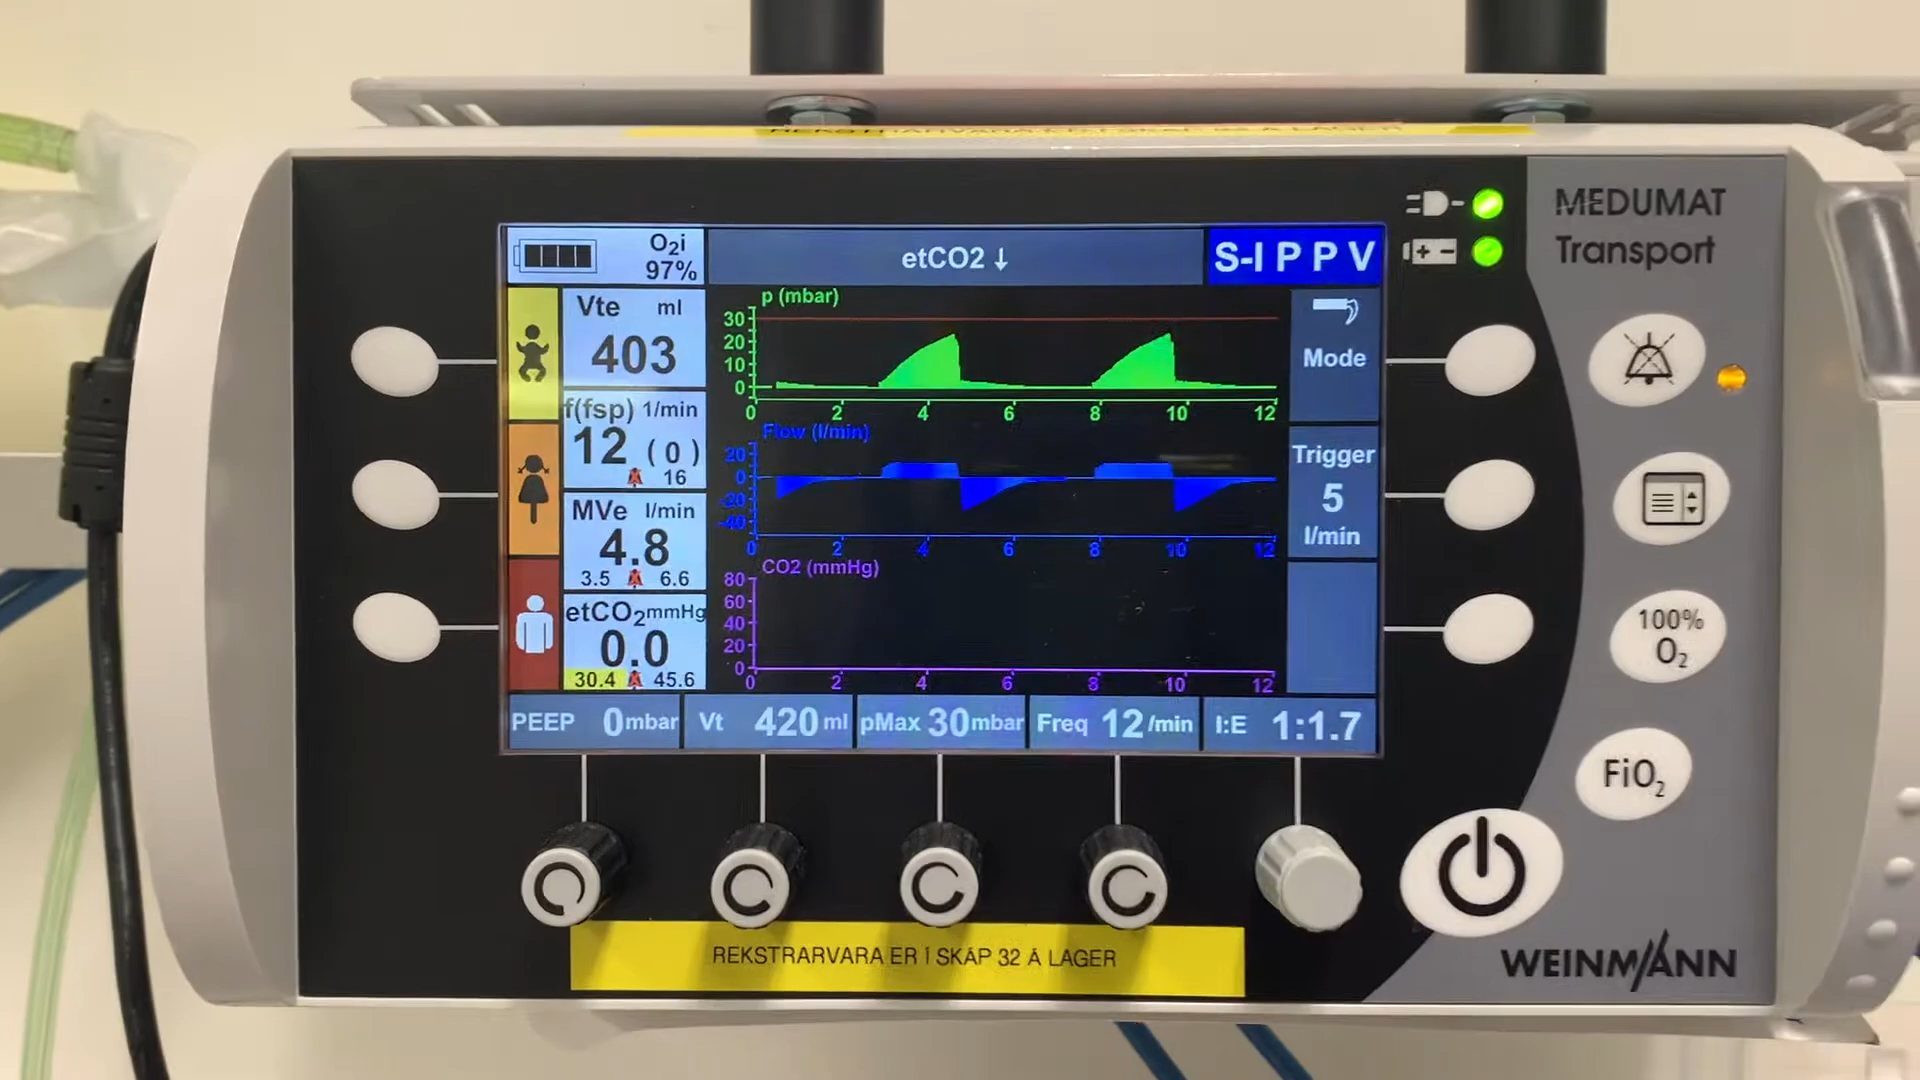 MEDUMAT
Transport
O₂i
97%
etCO2 ↓
S-I P P V
Vte ml
403
f(fsp) 1/min
12 (0)
16
MVe l/min
4.8
3.5 6.6
etCO₂ mmHg
0.0
30.4 45.6
p (mbar)
30
20
10
0
0 2 4 6 8 10 12
Flow (l/min)
20
0
-20
-40
0 2 4 6 8 10 12
CO2 (mmHg)
80
60
40
20
0
0 2 4 6 8 10 12
Mode
Trigger
5
l/min
PEEP 0 mbar
Vt 420 ml
pMax 30 mbar
Freq 12 /min
I:E 1:1.7
100%
O₂
FiO₂
WEINMANN
REKSTRARVARA ER Í SKÁP 32 Á LAGER